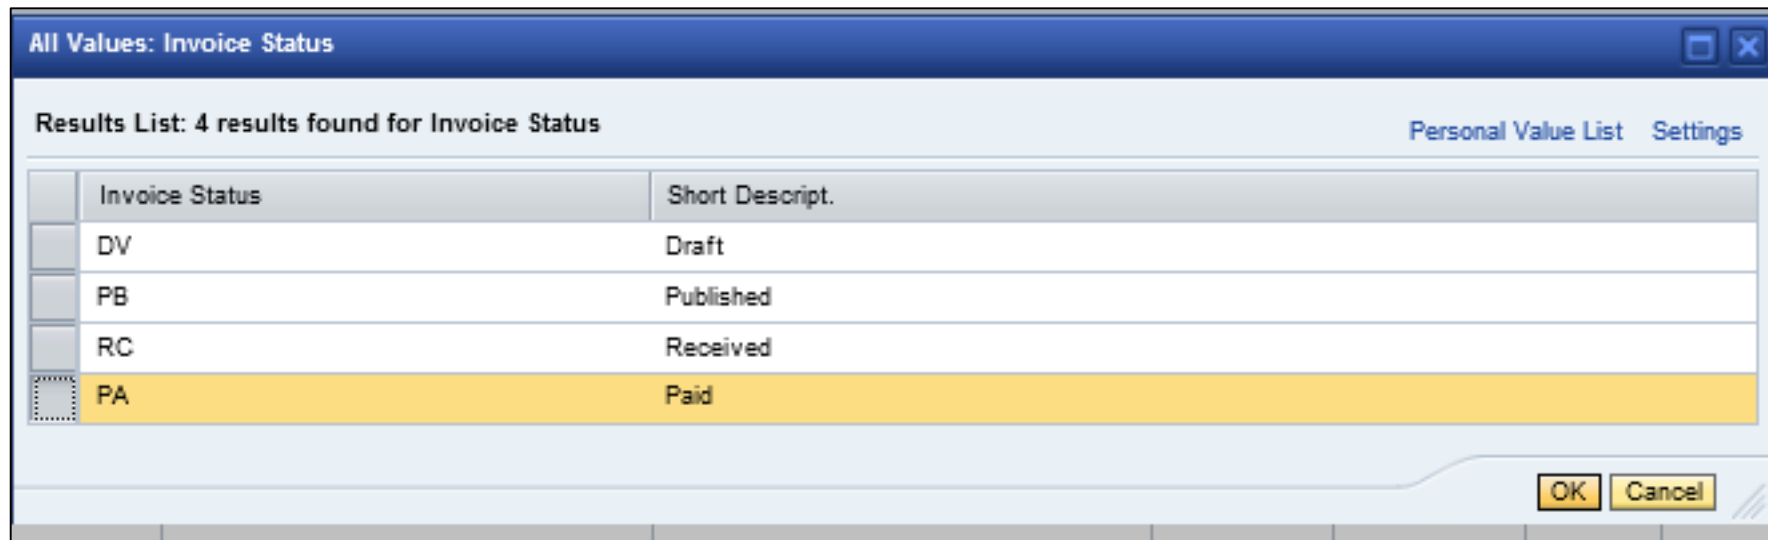 All Values: Invoice Status
Results List: 4 results found for Invoice Status
Personal Value List Settings
Invoice Status Short Descript.
DV Draft
PB Published
RC Received
PA Paid
OK Cancel